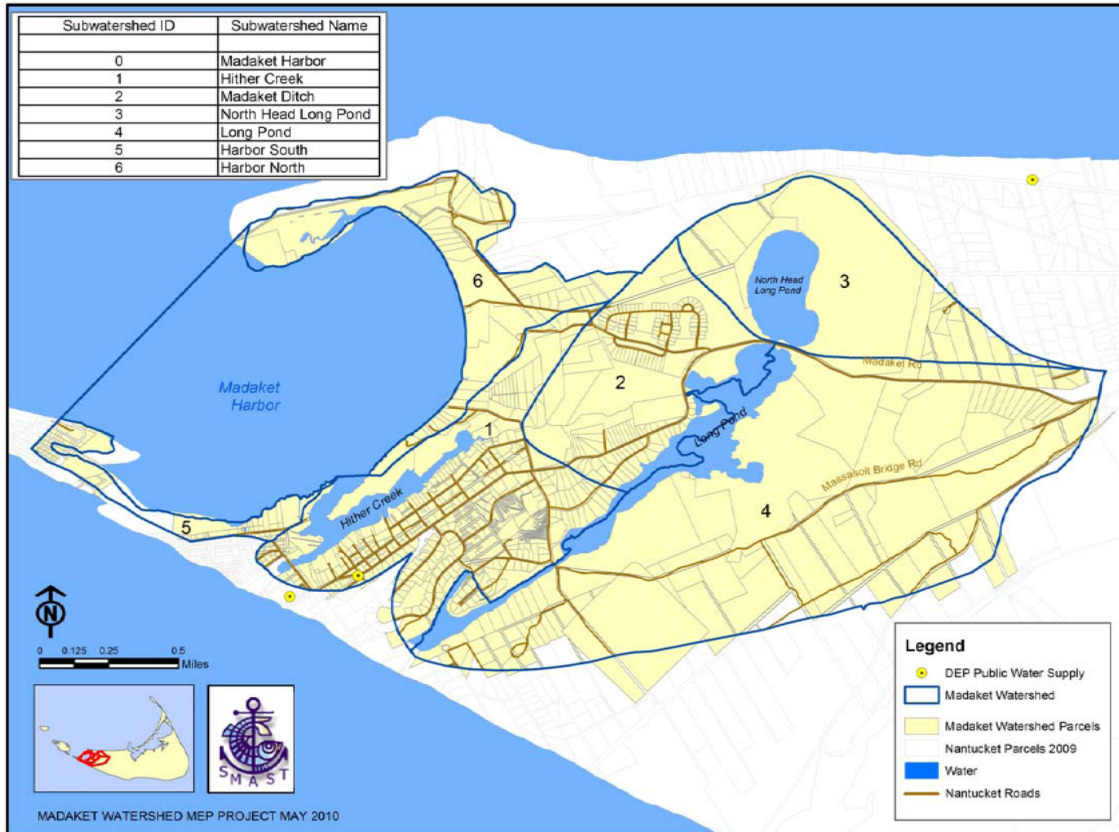 Subwatershed ID Subwatershed Name
0 Madaket Harbor
1 Hither Creek
2 Madaket Ditch
3 North Head Long Pond
4 Long Pond
5 Harbor South
6 Harbor North
6
North Head
Long Pond
3
Madaket Rd
Madaket
Harbor
2
1
Long Pond
Hither Creek
Massasoit Bridge Rd
5
4
N
0 0.125 0.25 0.5
Miles
SMAST
Legend
DEP Public Water Supply
Madaket Watershed
Madaket Watershed Parcels
Nantucket Parcels 2009
Water
Nantucket Roads
MADAKET WATERSHED MEP PROJECT MAY 2010